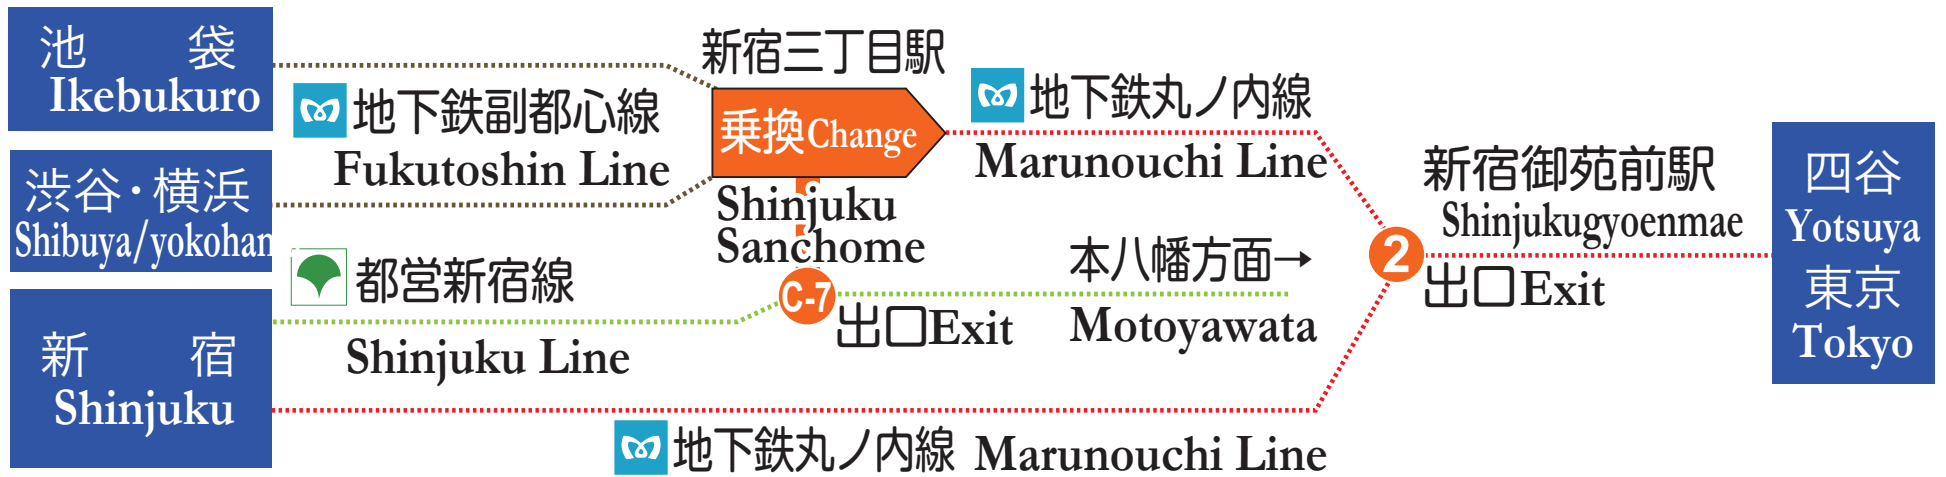 池 袋
Ikebukuro
渋谷・横浜
Shibuya/yokohan
新 宿
Shinjuku
地下鉄副都心線
Fukutoshin Line
都営新宿線
Shinjuku Line
新宿三丁目駅
乗換Change
Shinjuku
Sanchome
C-7
出口Exit
地下鉄丸ノ内線
Marunouchi Line
本八幡方面→
Motoyawata
地下鉄丸ノ内線 Marunouchi Line
新宿御苑前駅
Shinjukugyoenmae
2
出口Exit
四谷
Yotsuya
東京
Tokyo